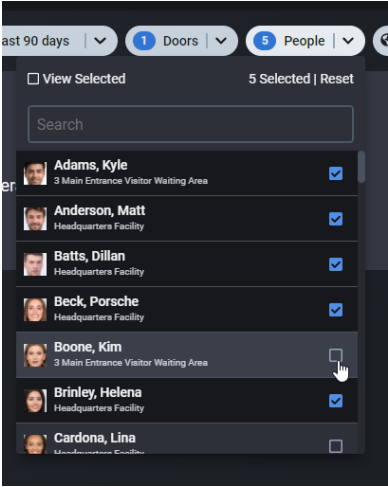 ast 90 days
1 Doors
5 People
View Selected
5 Selected | Reset
Search
Adams, Kyle
3 Main Entrance Visitor Waiting Area
Anderson, Matt
Headquarters Facility
Batts, Dillan
Headquarters Facility
er
Beck, Porsche
Headquarters Facility
Boone, Kim
3 Main Entrance Visitor Waiting Area
Brinley, Helena
Headquarters Facility
Cardona, Lina